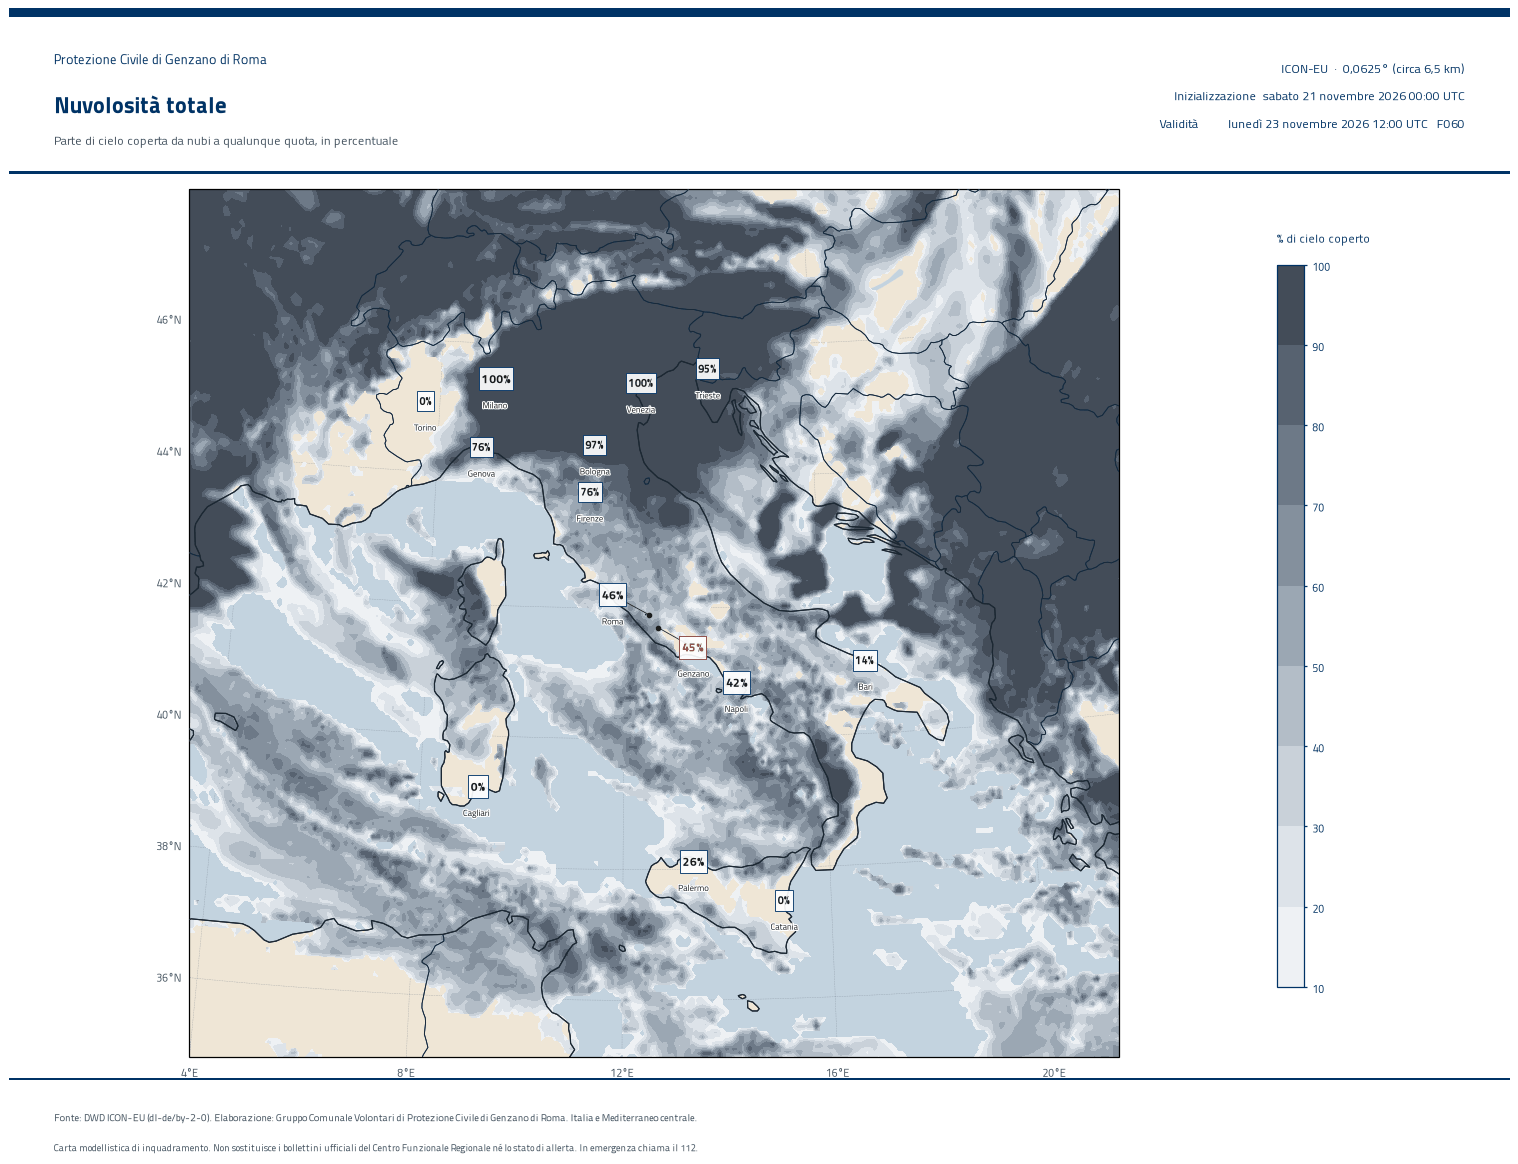 Protezione Civile di Genzano di Roma
Nuvolosità totale
Parte di cielo coperta da nubi a qualunque quota, in percentuale
ICON-EU · 0,0625° (circa 6,5 km)
Inizializzazione sabato 21 novembre 2026 00:00 UTC
Validità lunedì 23 novembre 2026 12:00 UTC F060
% di cielo coperto
100
90
80
70
60
50
40
30
20
10
46°N
44°N
42°N
40°N
38°N
36°N
4°E
8°E
12°E
16°E
20°E
95%
Trieste
100%
Milano
100%
Venezia
0%
Torino
76%
Genova
97%
Bologna
76%
Firenze
46%
Roma
45%
Genzano
14%
Bari
42%
Napoli
0%
Cagliari
26%
Palermo
0%
Catania
Fonte: DWD ICON-EU (dl-de/by-2-0). Elaborazione: Gruppo Comunale Volontari di Protezione Civile di Genzano di Roma. Italia e Mediterraneo centrale.
Carta modellistica di inquadramento. Non sostituisce i bollettini ufficiali del Centro Funzionale Regionale né lo stato di allerta. In emergenza chiama il 112.